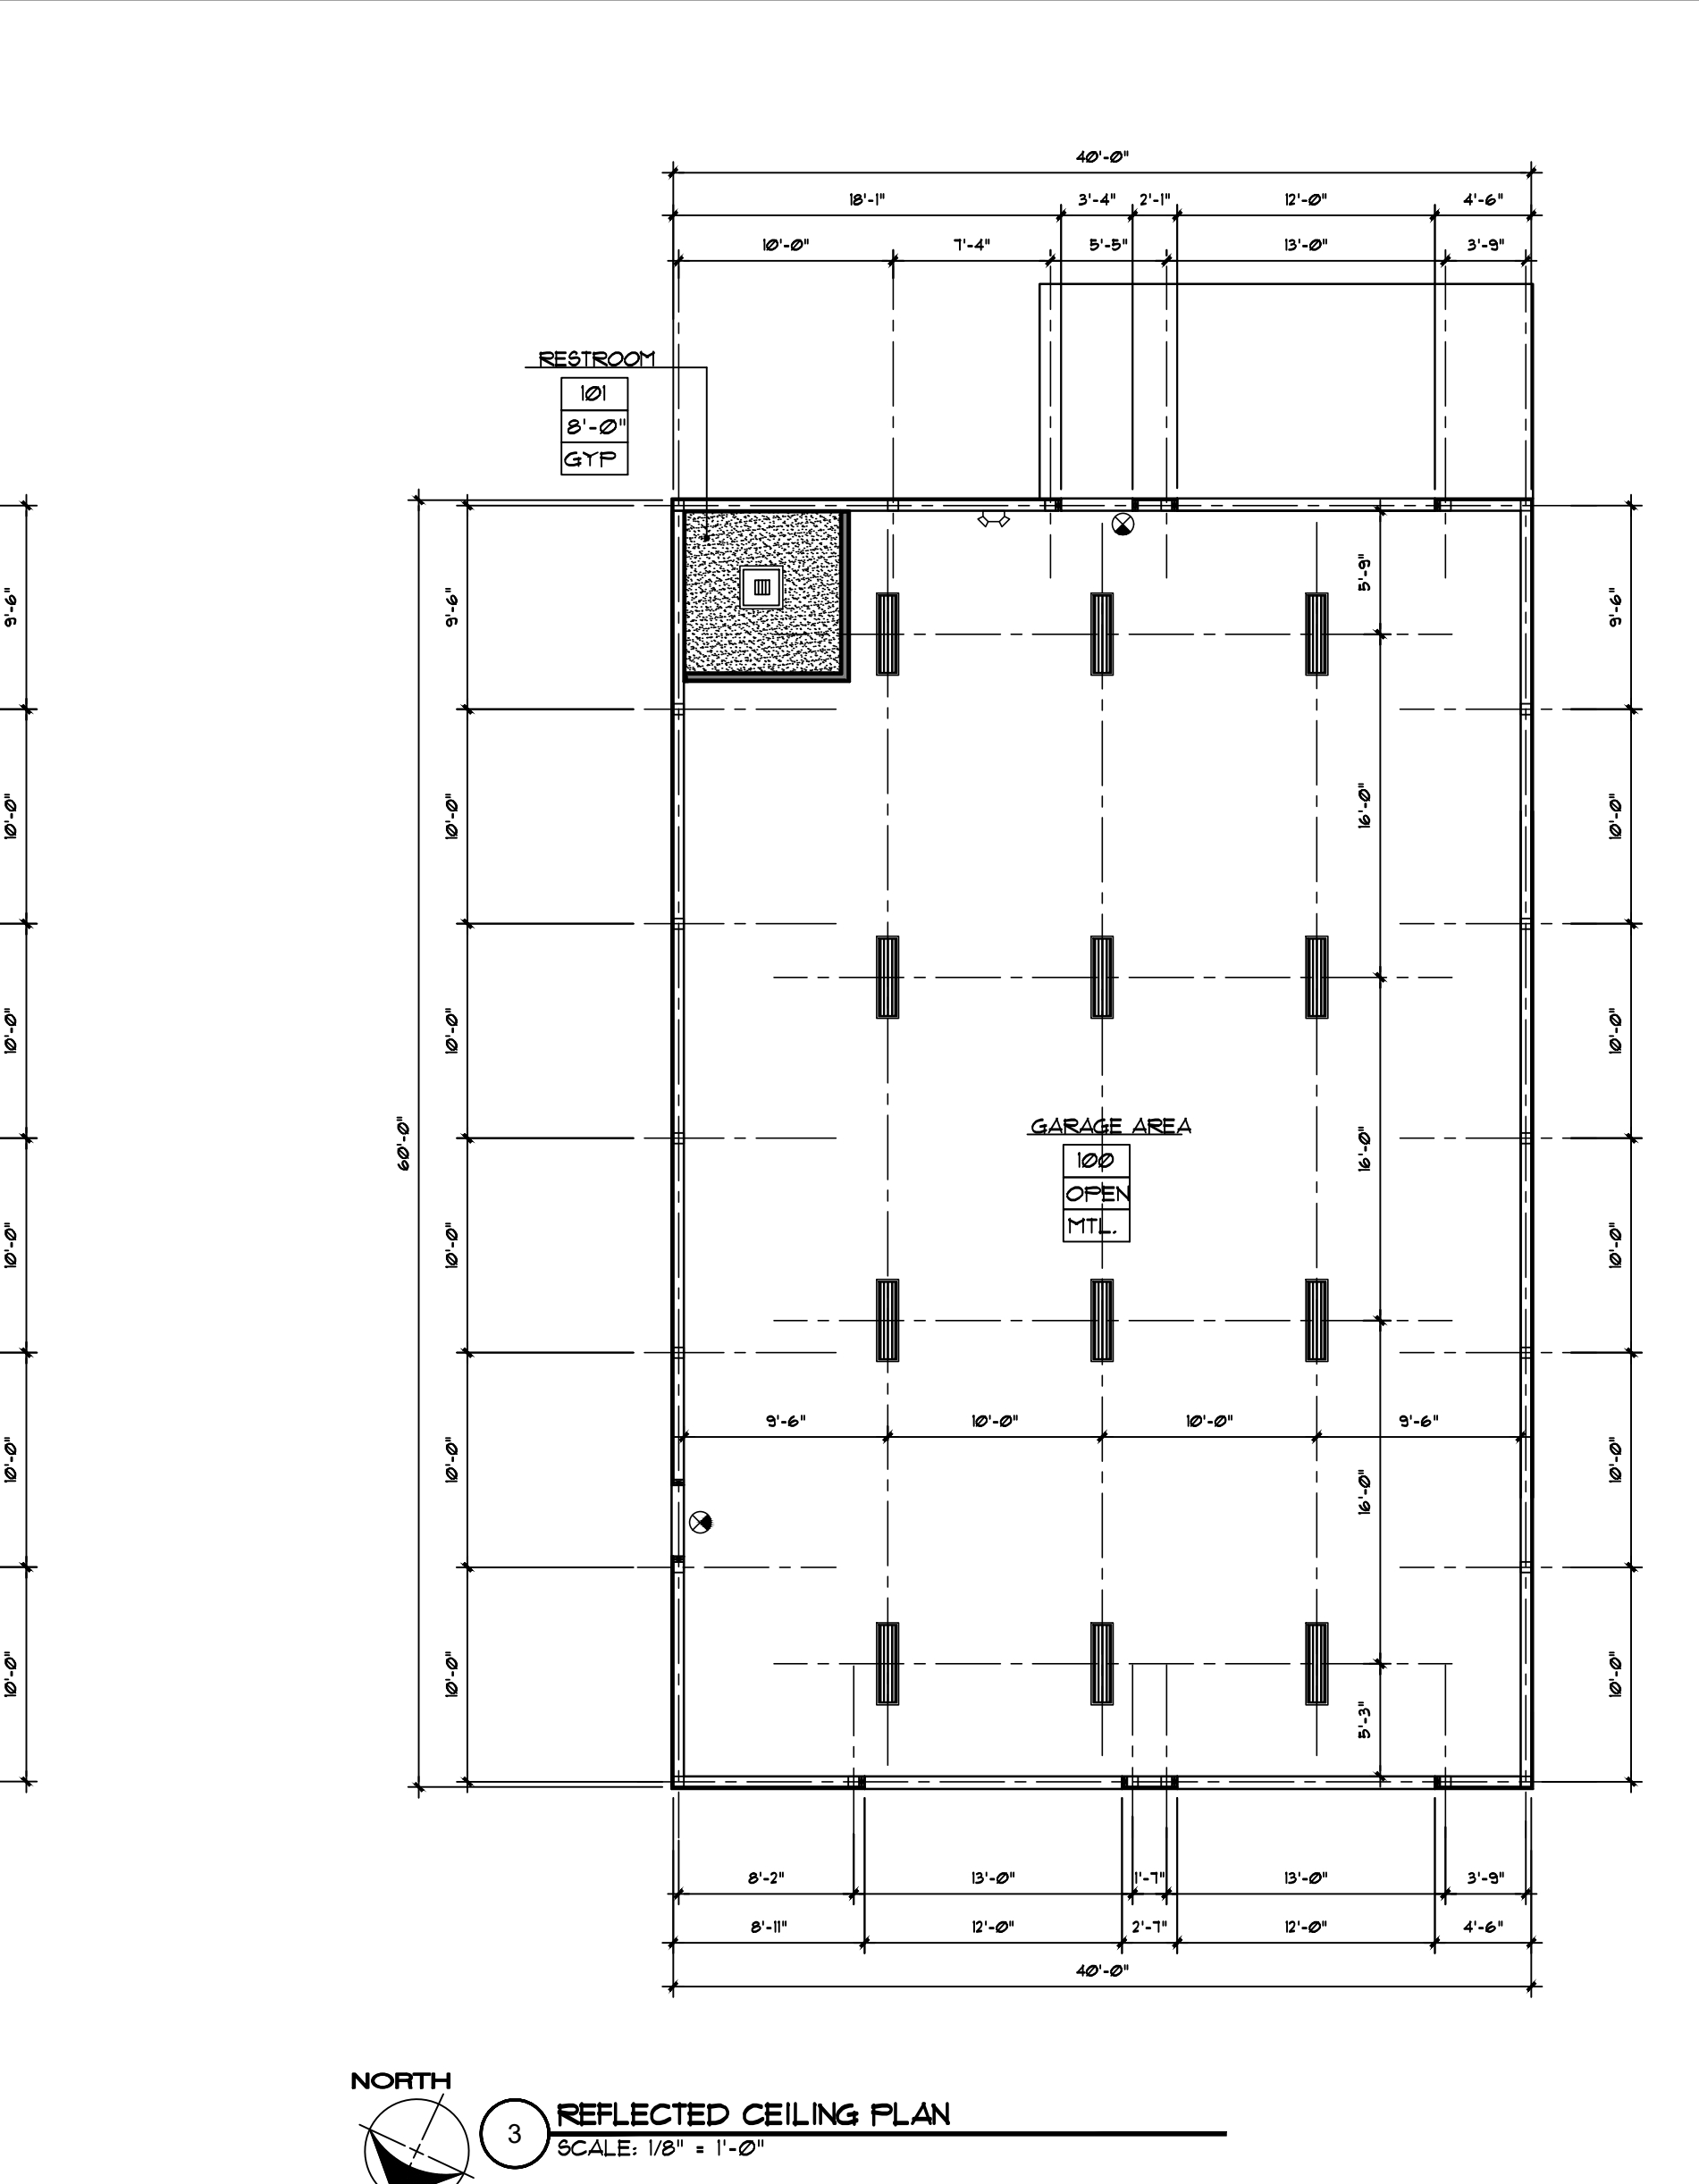 40'-0"
18'-1" 3'-4" 2'-1" 12'-0" 4'-6"
10'-0" 7'-4" 5'-5" 13'-0" 3'-9"
RESTROOM
101
8'-0"
GYP
9'-6"
10'-0"
10'-0"
10'-0"
10'-0"
10'-0"
60'-0"
9'-6"
10'-0"
10'-0"
10'-0"
10'-0"
10'-0"
5'-9"
16'-0"
16'-0"
16'-0"
5'-3"
GARAGE AREA
100
OPEN
MTL.
9'-6" 10'-0" 10'-0" 9'-6"
9'-6"
10'-0"
10'-0"
10'-0"
10'-0"
10'-0"
8'-2" 13'-0" 1'-7" 13'-0" 3'-9"
8'-11" 12'-0" 2'-7" 12'-0" 4'-6"
40'-0"
NORTH
3
REFLECTED CEILING PLAN
SCALE: 1/8" = 1'-0"